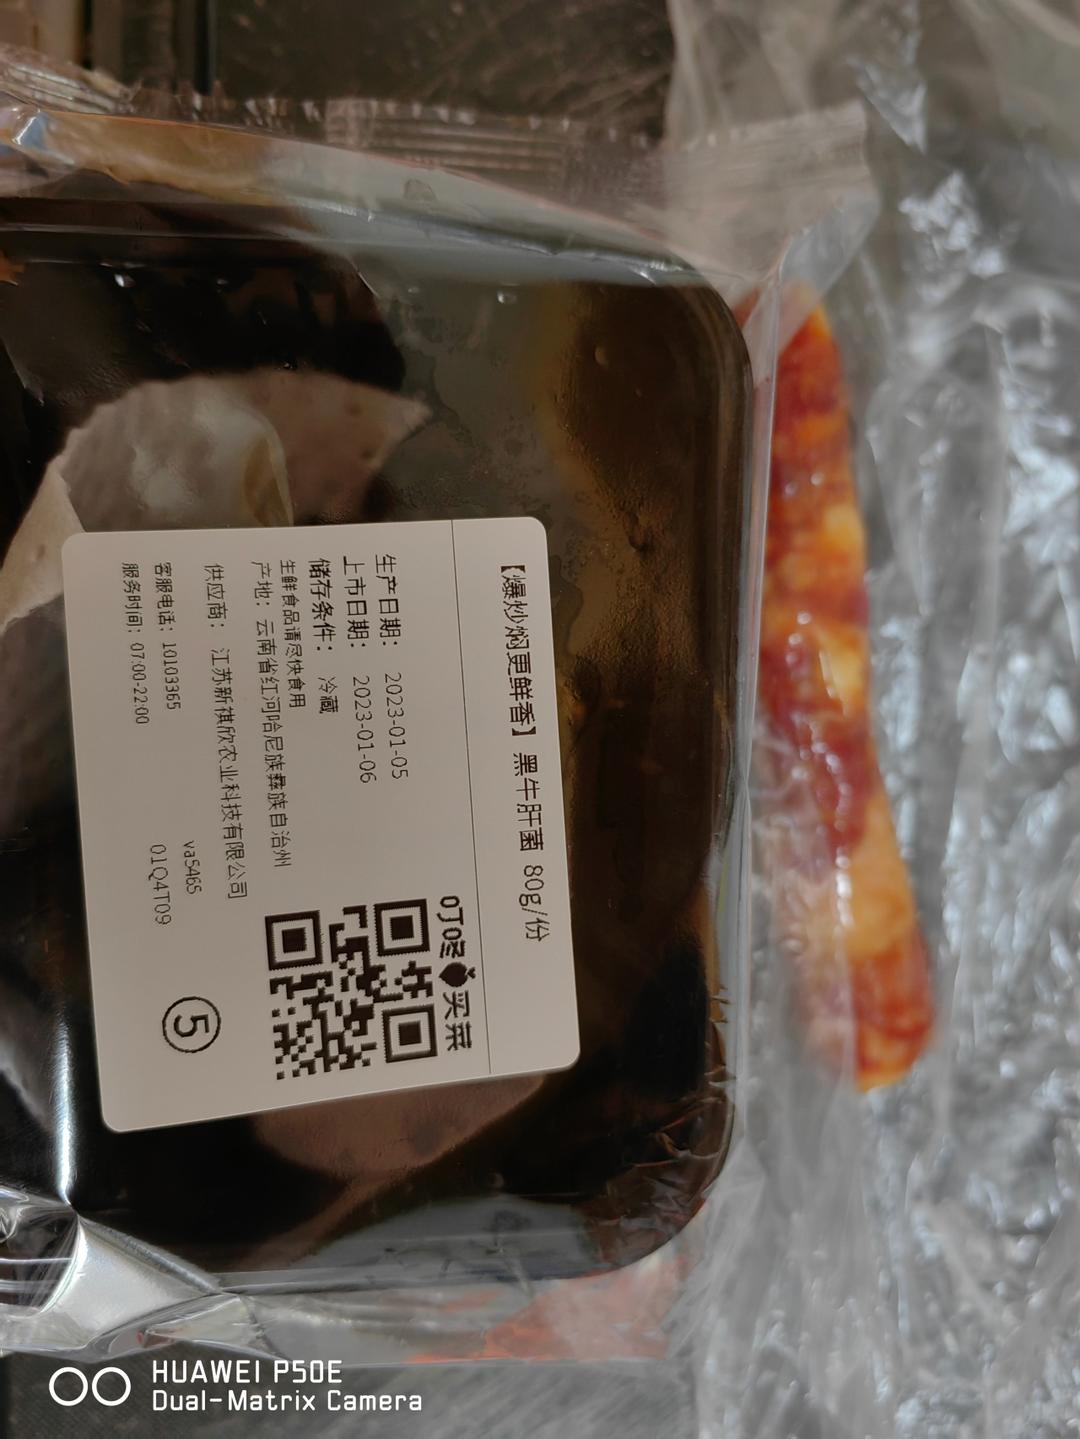 【爆炒焖更鲜香】黑牛肝菌 80g/份
叮咚买菜
生产日期： 2023-01-05
上市日期： 2023-01-06
储存条件： 冷藏
生鲜食品请尽快食用
产地： 云南省红河哈尼族彝族自治州
供应商： 江苏新祺欣农业科技有限公司
va5465
客服电话：10103365
01Q4T09
服务时间：07:00-22:00
5
HUAWEI P50E
Dual-Matrix Camera